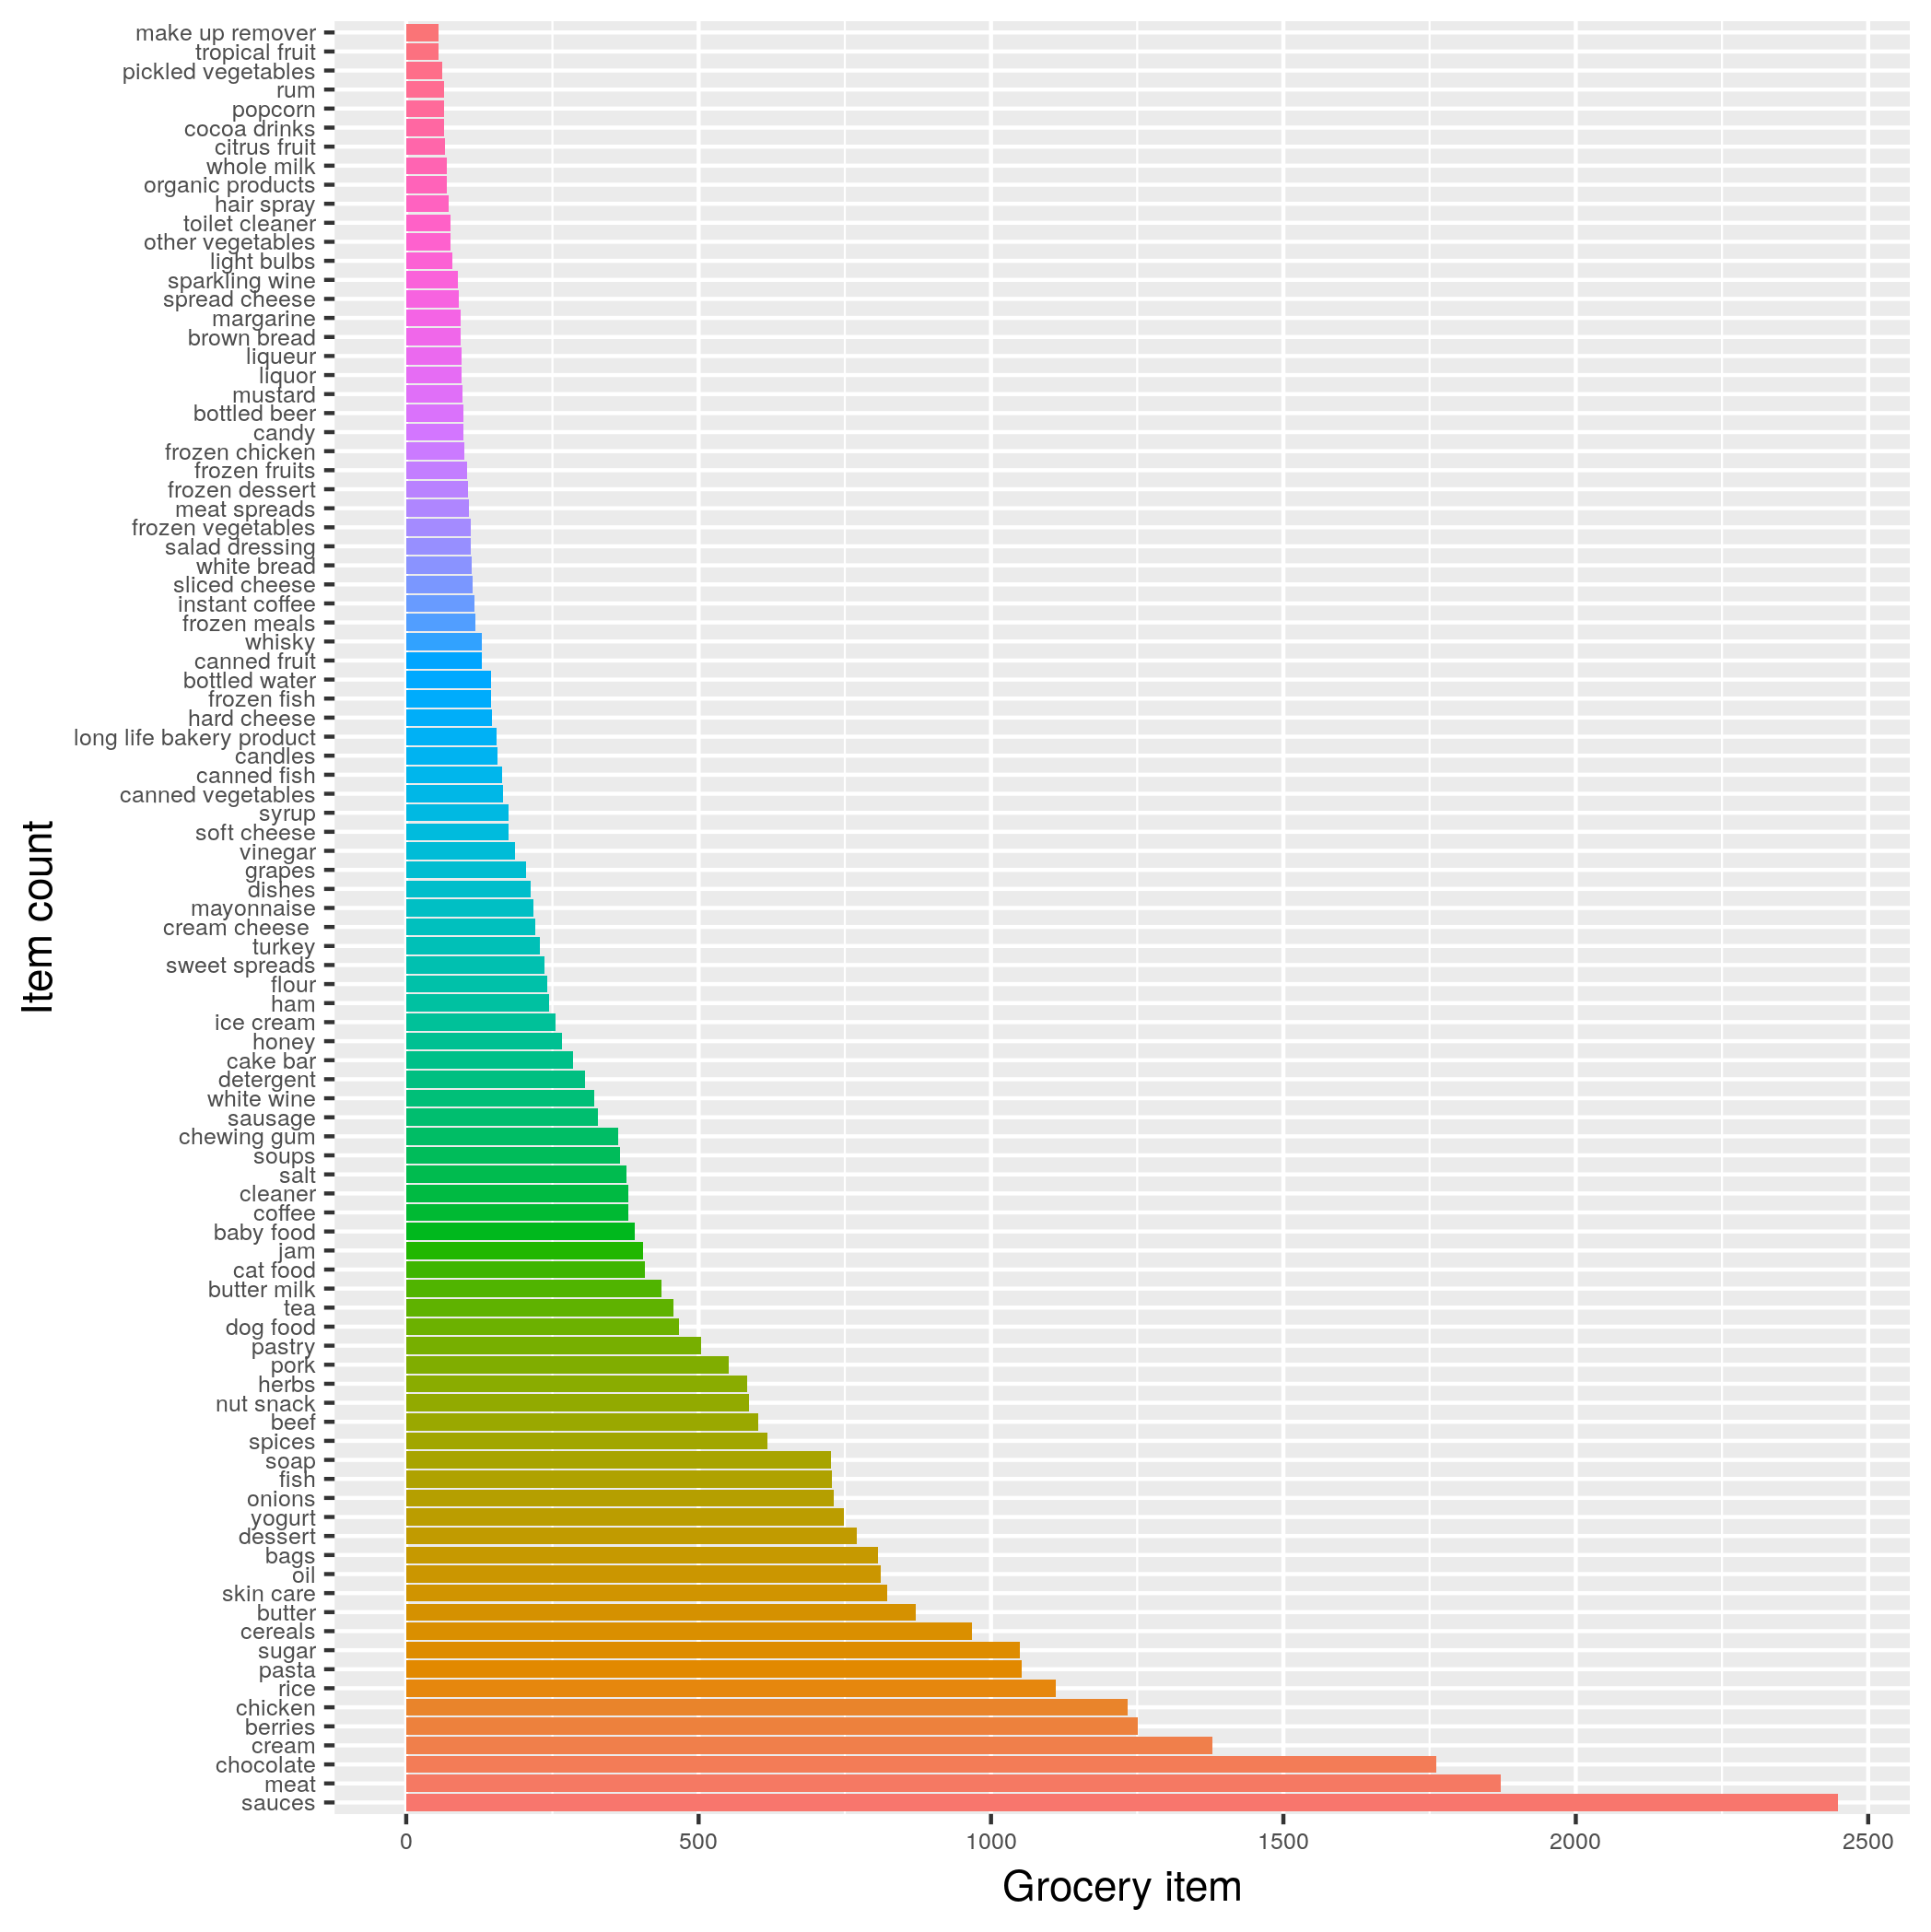 make up remover
tropical fruit
pickled vegetables
rum
popcorn
cocoa drinks
citrus fruit
whole milk
organic products
hair spray
toilet cleaner
other vegetables
light bulbs
sparkling wine
spread cheese
margarine
brown bread
liqueur
liquor
mustard
bottled beer
candy
frozen chicken
frozen fruits
frozen dessert
meat spreads
frozen vegetables
salad dressing
white bread
sliced cheese
instant coffee
frozen meals
whisky
canned fruit
bottled water
frozen fish
hard cheese
long life bakery product
candles
canned fish
canned vegetables
syrup
soft cheese
vinegar
grapes
dishes
mayonnaise
cream cheese
turkey
sweet spreads
flour
ham
ice cream
honey
cake bar
detergent
white wine
sausage
chewing gum
soups
salt
cleaner
coffee
baby food
jam
cat food
butter milk
tea
dog food
pastry
pork
herbs
nut snack
beef
spices
soap
fish
onions
yogurt
dessert
bags
oil
skin care
butter
cereals
sugar
pasta
rice
chicken
berries
cream
chocolate
meat
sauces
Item count
0 500 1000 1500 2000 2500
Grocery item